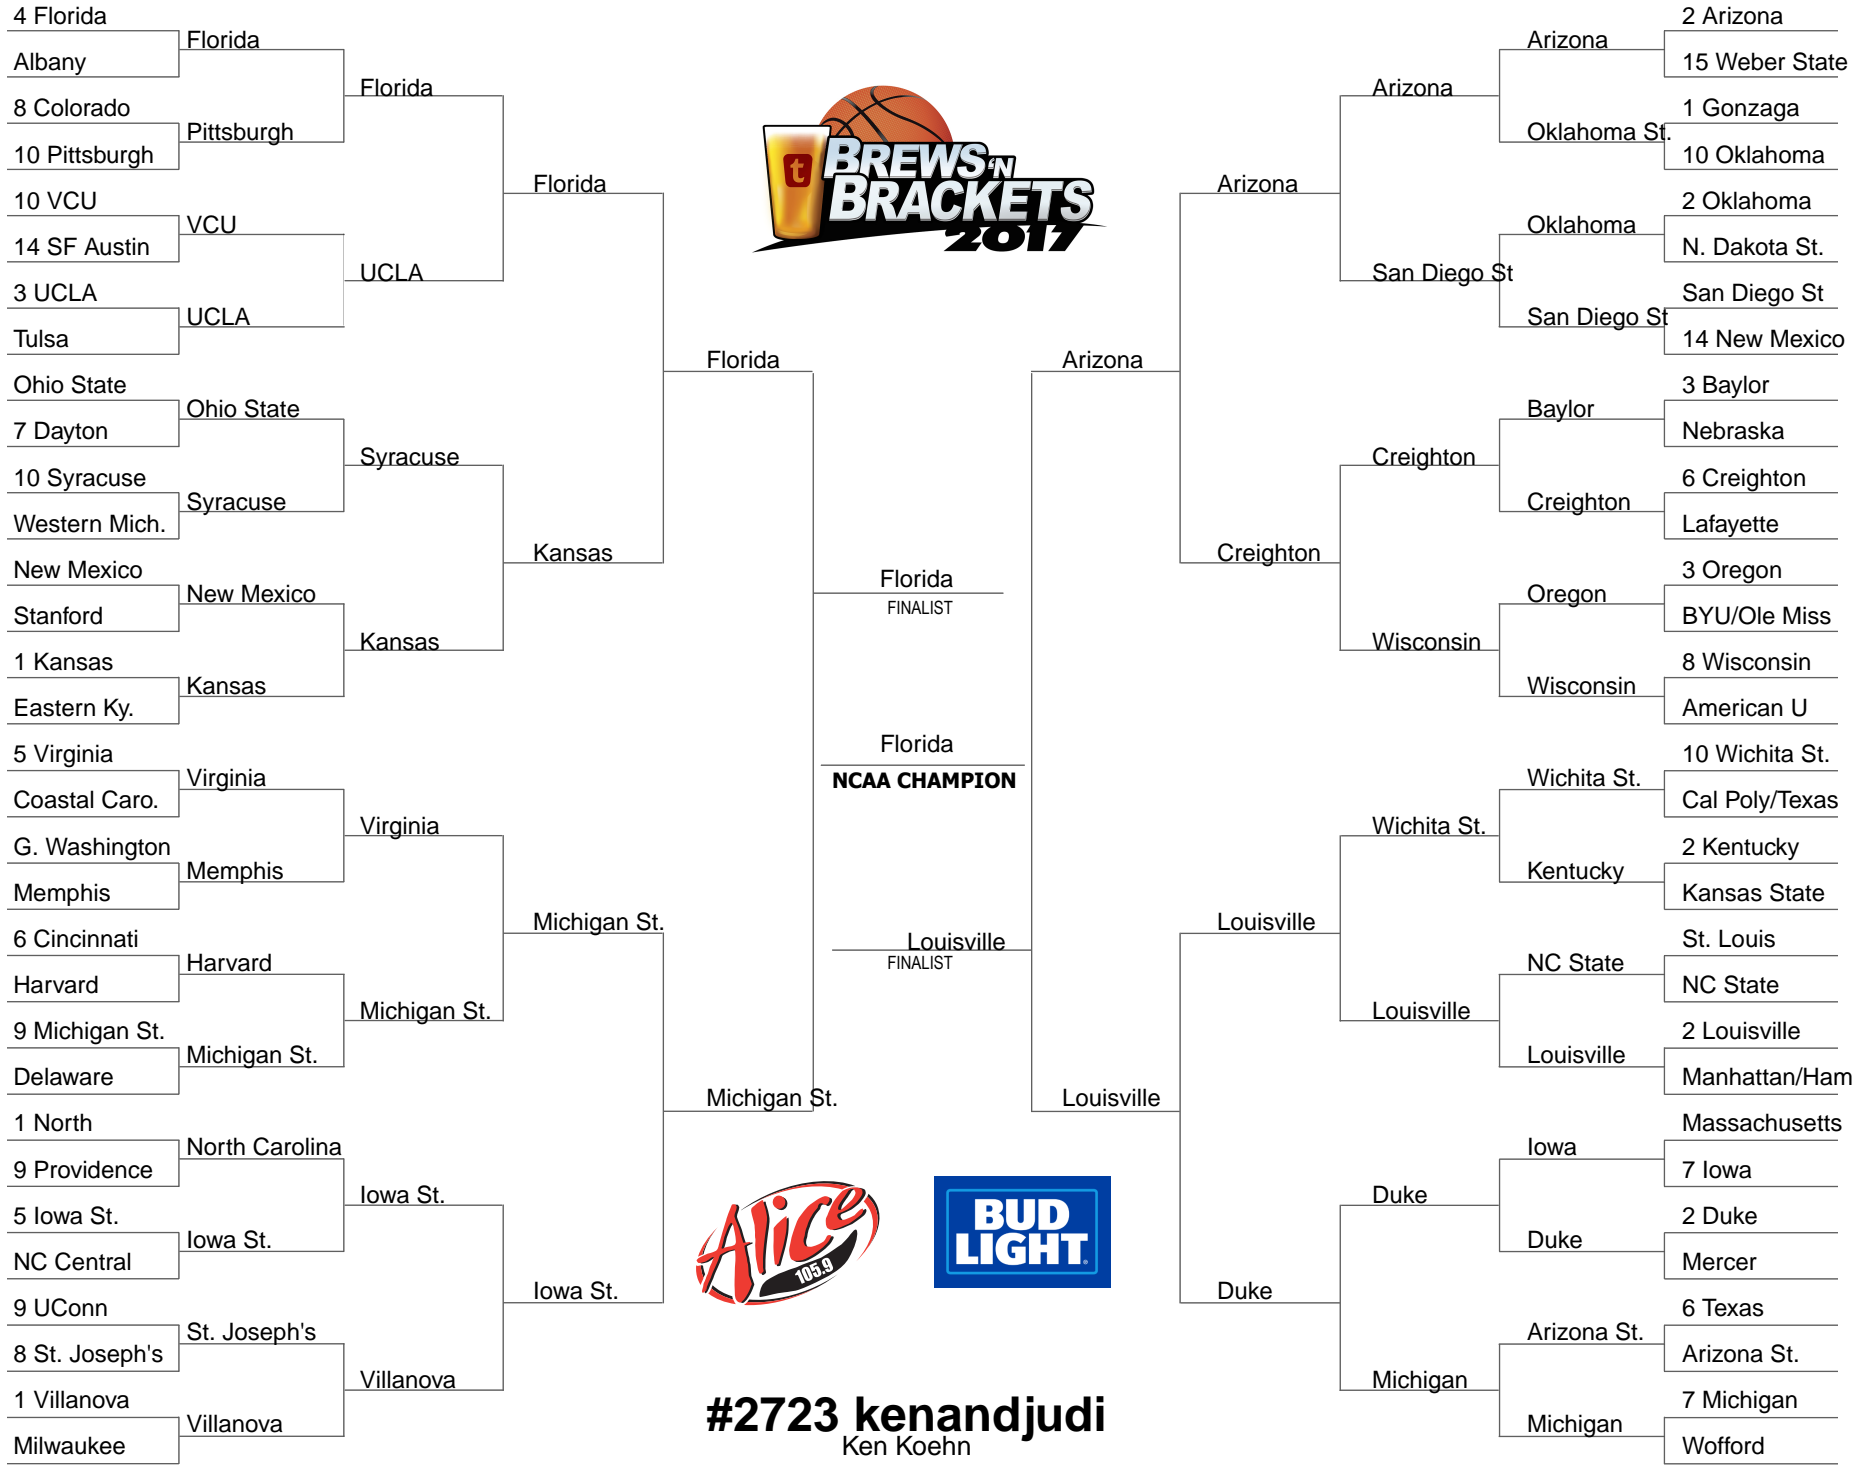 4 Florida
Albany
8 Colorado
10 Pittsburgh
10 VCU
14 SF Austin
3 UCLA
Tulsa
Ohio State
7 Dayton
10 Syracuse
Western Mich.
New Mexico
Stanford
1 Kansas
Eastern Ky.
5 Virginia
Coastal Caro.
G. Washington
Memphis
6 Cincinnati
Harvard
9 Michigan St.
Delaware
1 North
9 Providence
5 Iowa St.
NC Central
9 UConn
8 St. Joseph's
1 Villanova
Milwaukee
Florida
Pittsburgh
VCU
UCLA
Ohio State
Syracuse
New Mexico
Kansas
Virginia
Memphis
Harvard
Michigan St.
North Carolina
Iowa St.
St. Joseph's
Villanova
Florida
UCLA
Syracuse
Kansas
Virginia
Michigan St.
Iowa St.
Villanova
Florida
Kansas
Michigan St.
Iowa St.
Florida
Michigan St.
t
BREWS 'N
BRACKETS
2017
Florida
FINALIST
Florida
NCAA CHAMPION
Louisville
FINALIST
Alice
105.9
BUD
LIGHT
#2723 kenandjudi
Ken Koehn
Arizona
Louisville
Arizona
Creighton
Louisville
Duke
Arizona
San Diego St
Creighton
Wisconsin
Wichita St.
Louisville
Duke
Michigan
Arizona
Oklahoma St.
Oklahoma
San Diego St
Baylor
Creighton
Oregon
Wisconsin
Wichita St.
Kentucky
NC State
Louisville
Iowa
Duke
Arizona St.
Michigan
2 Arizona
15 Weber State
1 Gonzaga
10 Oklahoma
2 Oklahoma
N. Dakota St.
San Diego St
14 New Mexico
3 Baylor
Nebraska
6 Creighton
Lafayette
3 Oregon
BYU/Ole Miss
8 Wisconsin
American U
10 Wichita St.
Cal Poly/Texas
2 Kentucky
Kansas State
St. Louis
NC State
2 Louisville
Manhattan/Ham
Massachusetts
7 Iowa
2 Duke
Mercer
6 Texas
Arizona St.
7 Michigan
Wofford